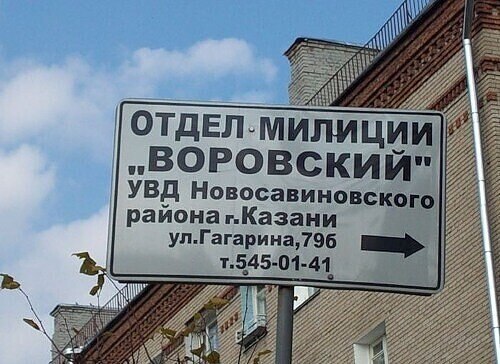 ОТДЕЛ МИЛИЦИИ
„ВОРОВСКИЙ"
УВД Новосавиновского
района г.Казани
ул.Гагарина,79б
т.545-01-41